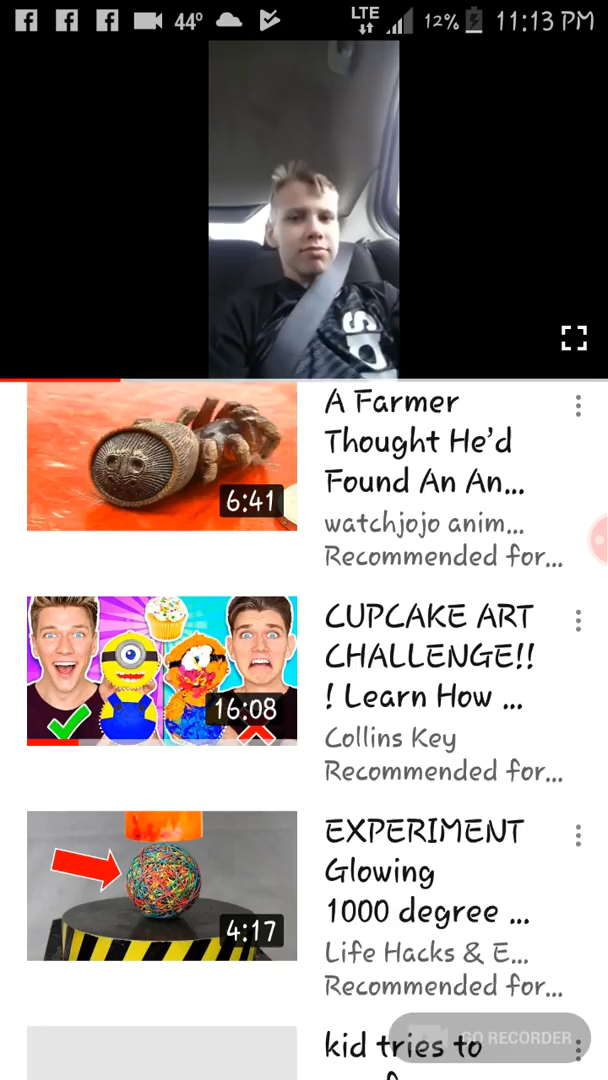 44° LTE 12% 11:13 PM
A Farmer
Thought He'd
Found An An...
6:41
watchjojo anim...
Recommended for...
CUPCAKE ART
CHALLENGE!!
! Learn How ...
16:08
Collins Key
Recommended for...
EXPERIMENT
Glowing
1000 degree ...
4:17
Life Hacks & E...
Recommended for...
GO RECORDER
kid tries to